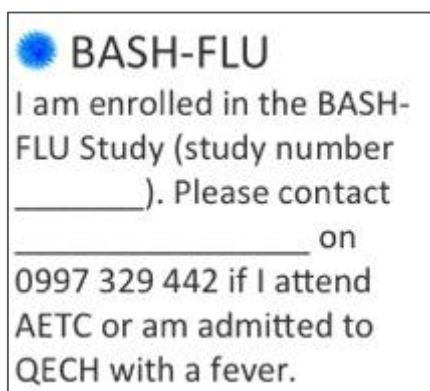 BASH-FLU
I am enrolled in the BASH-
FLU Study (study number
________). Please contact
___________________ on
0997 329 442 if I attend
AETC or am admitted to
QECH with a fever.